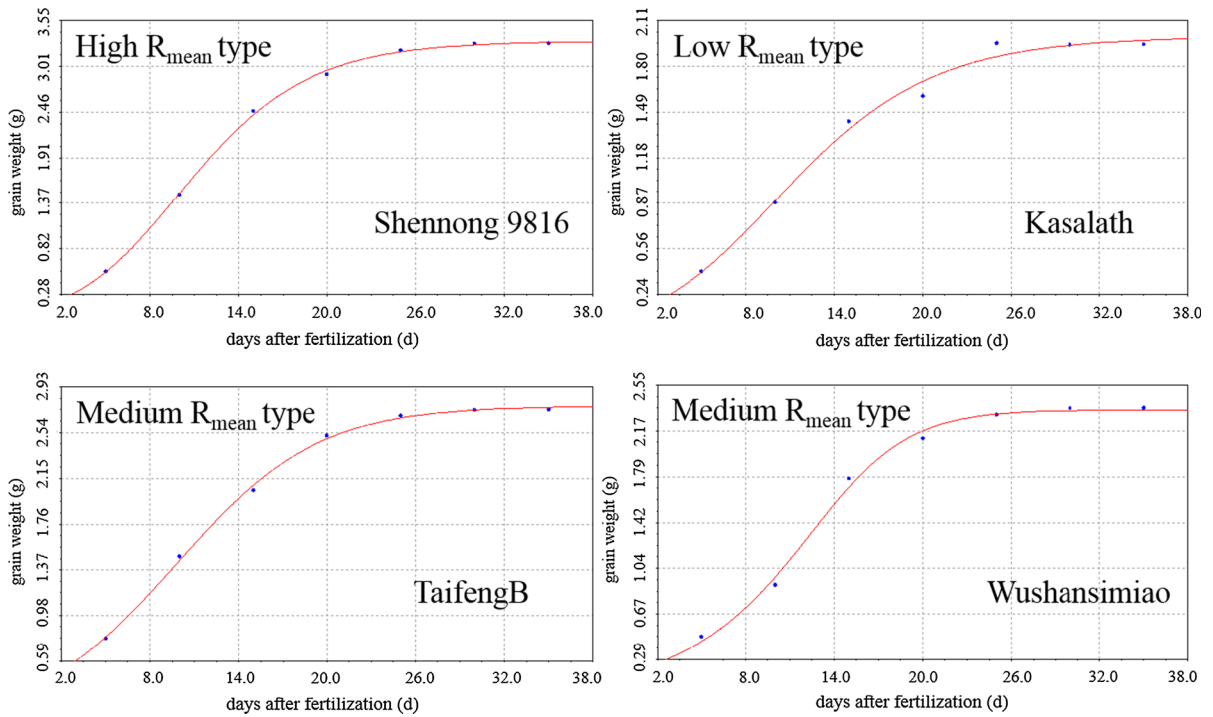 High Rmean type
Shennong 9816
grain weight (g)
3.55
3.01
2.46
1.91
1.37
0.82
0.28
2.0 8.0 14.0 20.0 26.0 32.0 38.0
days after fertilization (d)
Low Rmean type
Kasalath
grain weight (g)
2.11
1.80
1.49
1.18
0.87
0.56
0.24
2.0 8.0 14.0 20.0 26.0 32.0 38.0
days after fertilization (d)
Medium Rmean type
TaifengB
grain weight (g)
2.93
2.54
2.15
1.76
1.37
0.98
0.59
2.0 8.0 14.0 20.0 26.0 32.0 38.0
days after fertilization (d)
Medium Rmean type
Wushansimiao
grain weight (g)
2.55
2.17
1.79
1.42
1.04
0.67
0.29
2.0 8.0 14.0 20.0 26.0 32.0 38.0
days after fertilization (d)